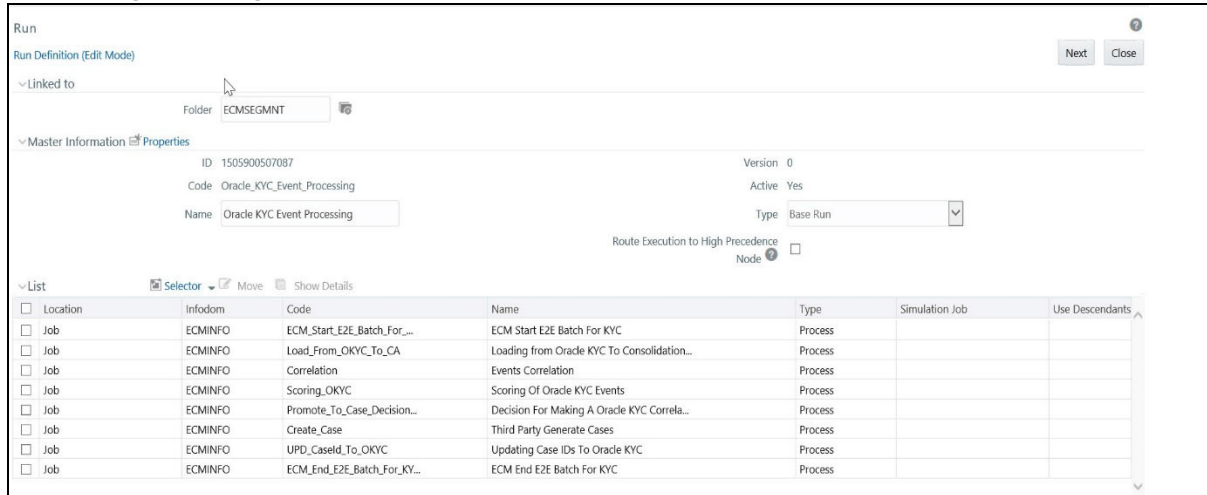 Run
Run Definition (Edit Mode) Next Close
Linked to
Folder ECMSEGMNT
Master Information Properties
ID 1505900507087 Version 0
Code Oracle_KYC_Event_Processing Active Yes
Name Oracle KYC Event Processing Type Base Run
Route Execution to High Precedence
Node
List Selector Move Show Details
Location Infodom Code Name Type Simulation Job Use Descendants
Job ECMINFO ECM_Start_E2E_Batch_For_... ECM Start E2E Batch For KYC Process
Job ECMINFO Load_From_OKYC_To_CA Loading from Oracle KYC To Consolidation... Process
Job ECMINFO Correlation Events Correlation Process
Job ECMINFO Scoring_OKYC Scoring Of Oracle KYC Events Process
Job ECMINFO Promote_To_Case_Decision... Decision For Making A Oracle KYC Correla... Process
Job ECMINFO Create_Case Third Party Generate Cases Process
Job ECMINFO UPD_CaseId_To_OKYC Updating Case IDs To Oracle KYC Process
Job ECMINFO ECM_End_E2E_Batch_For_KY... ECM End E2E Batch For KYC Process